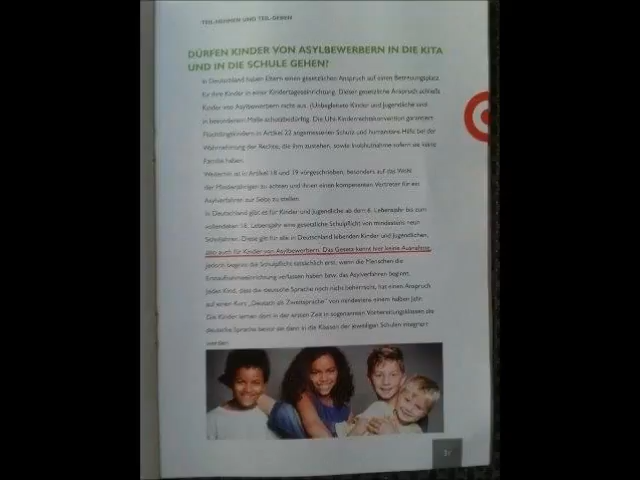 TEIL-NEHMEN UND TEIL-GEBEN
DÜRFEN KINDER VON ASYLBEWERBERN IN DIE KITA
UND IN DIE SCHULE GEHEN?
In Deutschland haben Eltern einen gesetzlichen Anspruch auf einen Betreuungsplatz
für ihre Kinder in einer Kindertageseinrichtung. Dieser gesetzliche Anspruch schließt
Kinder von Asylbewerbern nicht aus. (Unbegleitete Kinder und Jugendliche sind
in besonderem Maße schutzbedürftig. Die UN-Kinderrechtskonvention garantiert
Flüchtlingskindern in Artikel 22 angemessenen Schutz und humanitäre Hilfe bei der
Wahrnehmung der Rechte, die ihm zustehen, sowie Inobhutnahme sofern sie keine
Familie haben.
Weiterhin ist in Artikel 18 und 19 vorgeschrieben, besonders auf das Wohl
der Minderjährigen zu achten und ihnen einen kompetenten Vertreter für ein
Asylverfahren zur Seite zu stellen.
In Deutschland gibt es für Kinder und Jugendliche ab dem 6. Lebensjahr bis zum
vollendeten 18. Lebensjahr eine gesetzliche Schulpflicht von mindestens neun
Schuljahren. Diese gilt für alle in Deutschland lebenden Kinder und Jugendlichen,
also auch für Kinder von Asylbewerbern. Das Gesetz kennt hier keine Ausnahme,
jedoch beginnt die Schulpflicht tatsächlich erst, wenn die Menschen die
Erstaufnahmeeinrichtung verlassen haben bzw. das Asylverfahren beginnt.
Jedes Kind, dass die deutsche Sprache noch nicht beherrscht, hat einen Anspruch
auf einen Kurs „Deutsch als Zweitsprache" von mindestens einem halben Jahr.
Die Kinder lernen dort in der ersten Zeit in sogenannten Vorbereitungsklassen die
deutsche Sprache bevor sie dann in die Klassen der jeweiligen Schulen integriert
werden.